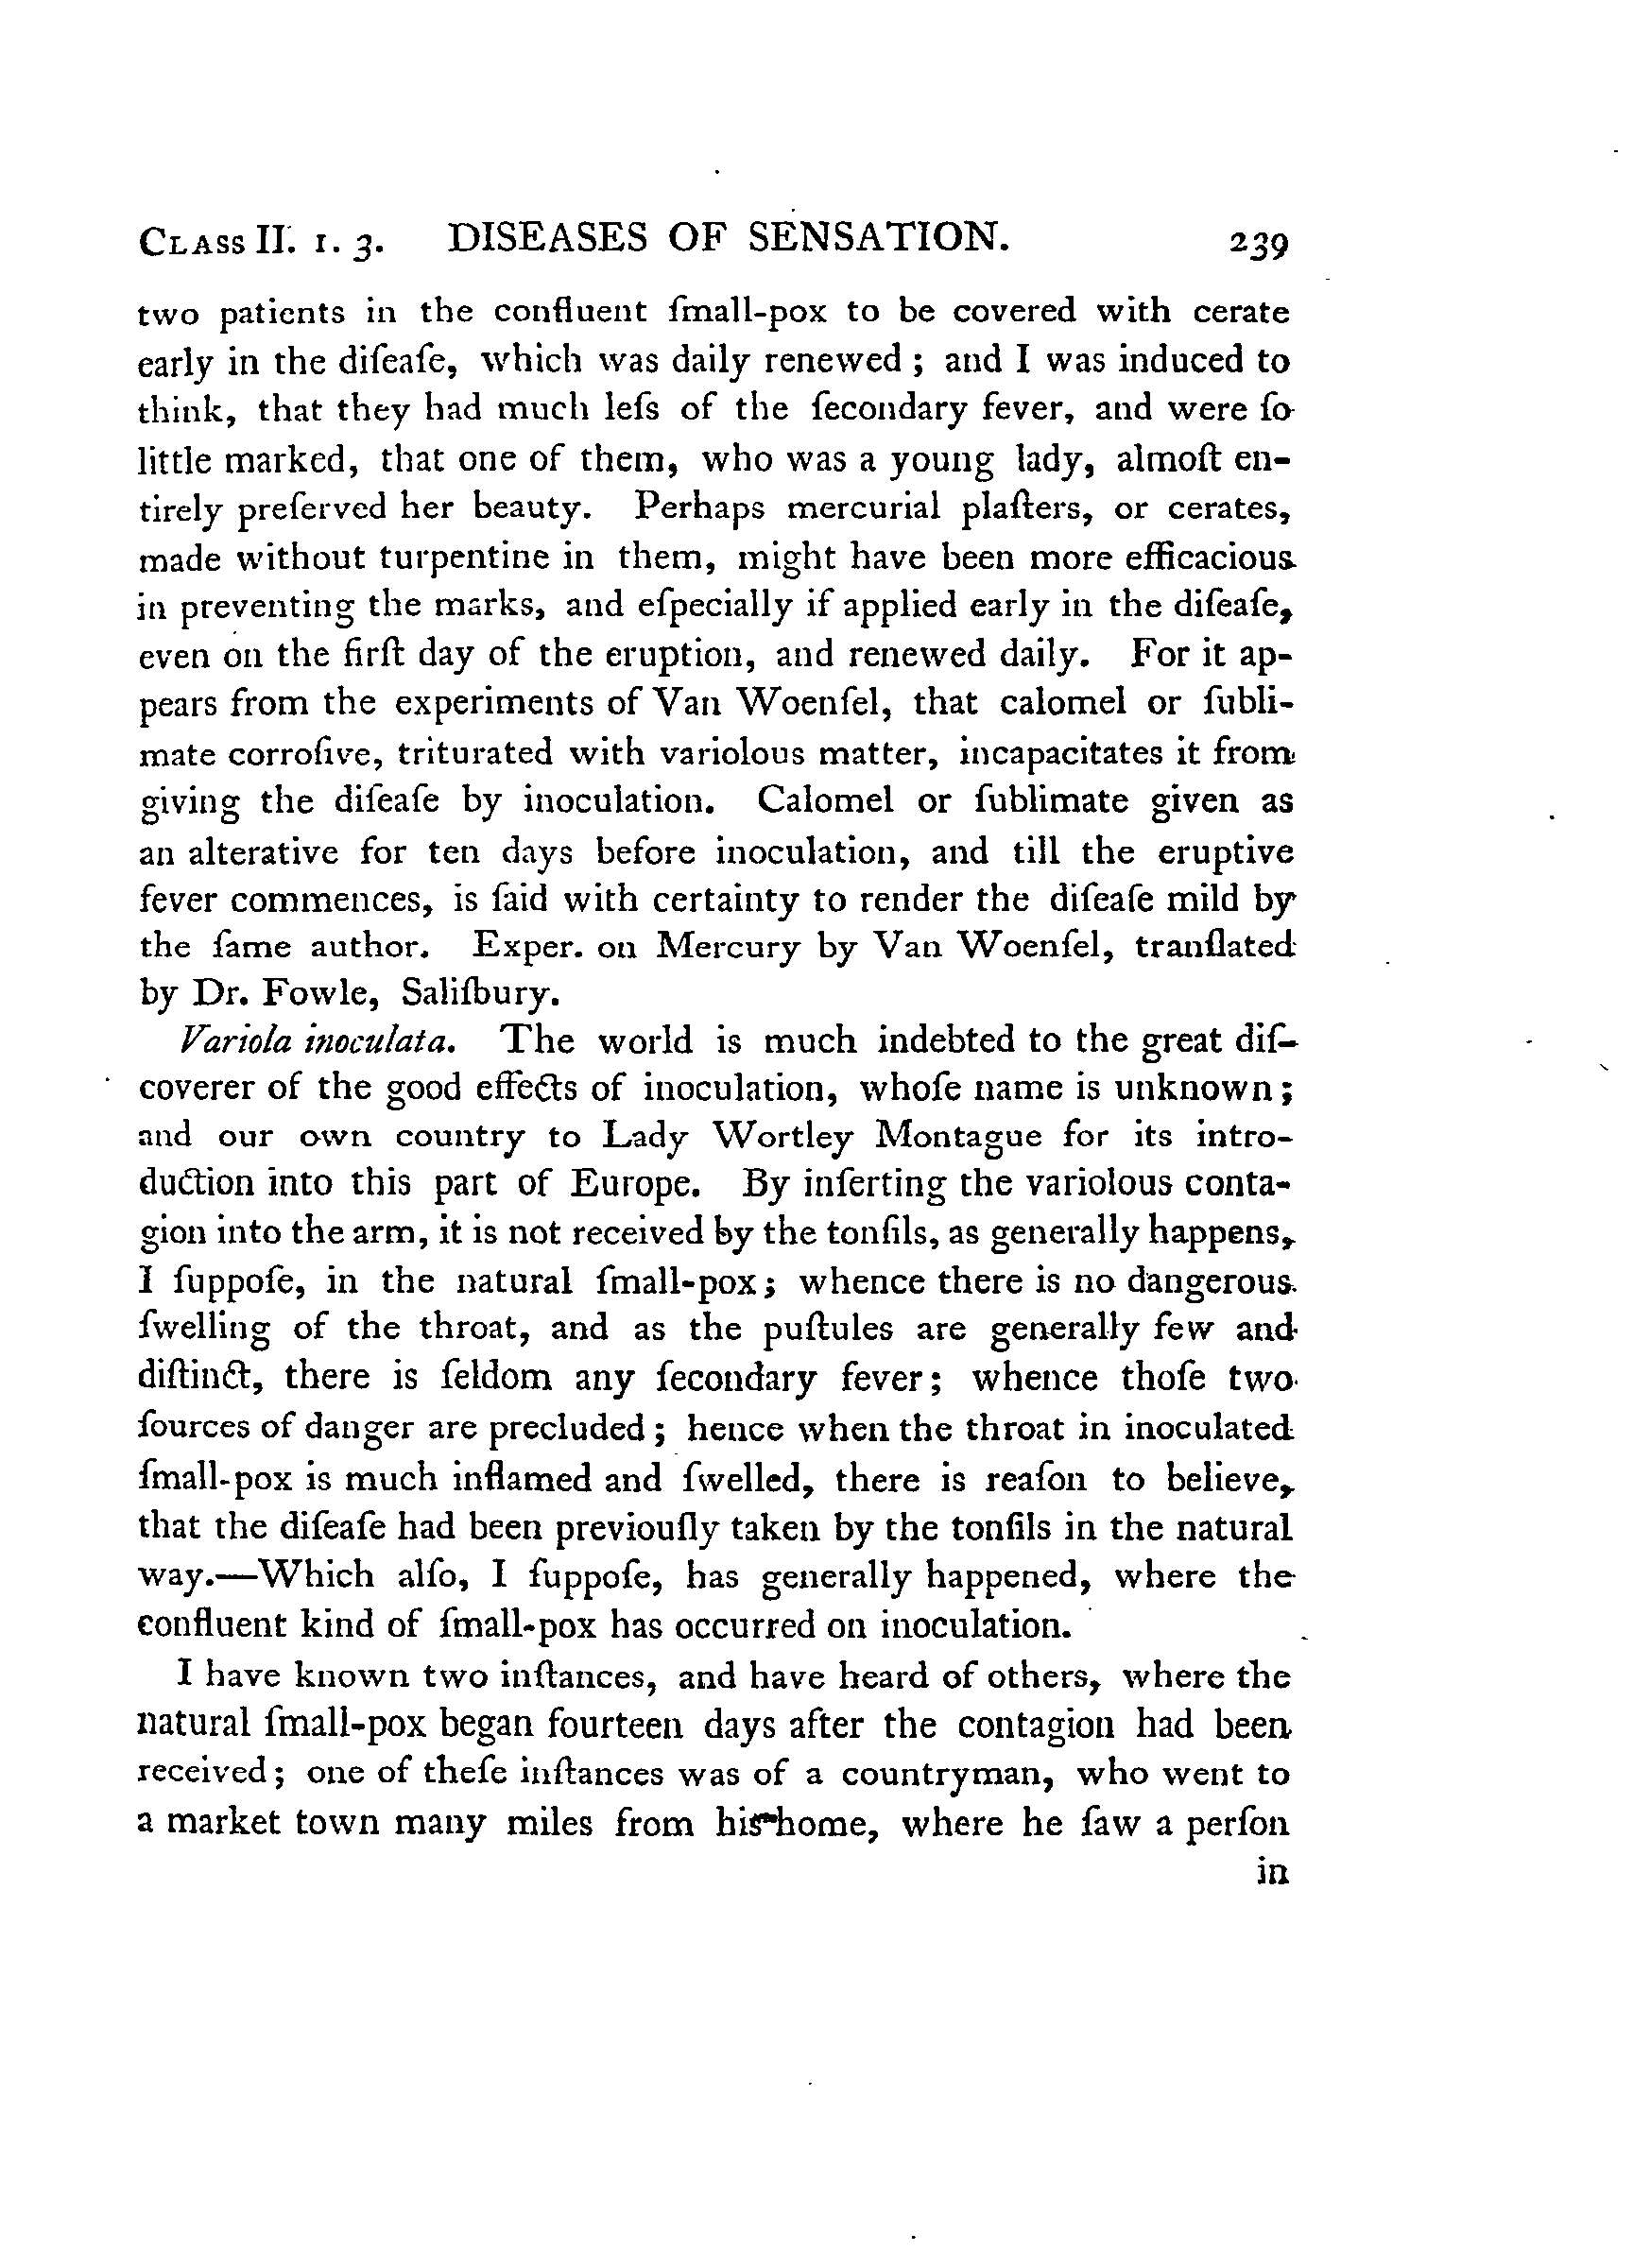 CLASS II. 1. 3. DISEASES OF SENSATION. 239
two patients in the confluent ſmall-pox to be covered with cerate
early in the diſeaſe, which was daily renewed ; and I was induced to
think, that they had much leſs of the ſecondary fever, and were ſo
little marked, that one of them, who was a young lady, almoſt en-
tirely preſerved her beauty. Perhaps mercurial plaſters, or cerates,
made without turpentine in them, might have been more efficacious
in preventing the marks, and eſpecially if applied early in the diſeaſe,
even on the firſt day of the eruption, and renewed daily. For it ap-
pears from the experiments of Van Woenſel, that calomel or ſubli-
mate corroſive, triturated with variolous matter, incapacitates it from
giving the diſeaſe by inoculation. Calomel or ſublimate given as
an alterative for ten days before inoculation, and till the eruptive
fever commences, is ſaid with certainty to render the diſeaſe mild by
the ſame author. Exper. on Mercury by Van Woenſel, tranſlated
by Dr. Fowle, Saliſbury.
Variola inoculata. The world is much indebted to the great diſ-
coverer of the good effects of inoculation, whoſe name is unknown ;
and our own country to Lady Wortley Montague for its intro-
duction into this part of Europe. By inſerting the variolous conta-
gion into the arm, it is not received by the tonſils, as generally happens,
I ſuppoſe, in the natural ſmall-pox ; whence there is no dangerous
ſwelling of the throat, and as the puſtules are generally few and
diſtinct, there is ſeldom any ſecondary fever ; whence thoſe two
ſources of danger are precluded ; hence when the throat in inoculated
ſmall-pox is much inflamed and ſwelled, there is reaſon to believe,
that the diſeaſe had been previouſly taken by the tonſils in the natural
way.—Which alſo, I ſuppoſe, has generally happened, where the
confluent kind of ſmall-pox has occurred on inoculation.
I have known two inſtances, and have heard of others, where the
natural ſmall-pox began fourteen days after the contagion had been
received ; one of theſe inſtances was of a countryman, who went to
a market town many miles from his home, where he ſaw a perſon
in